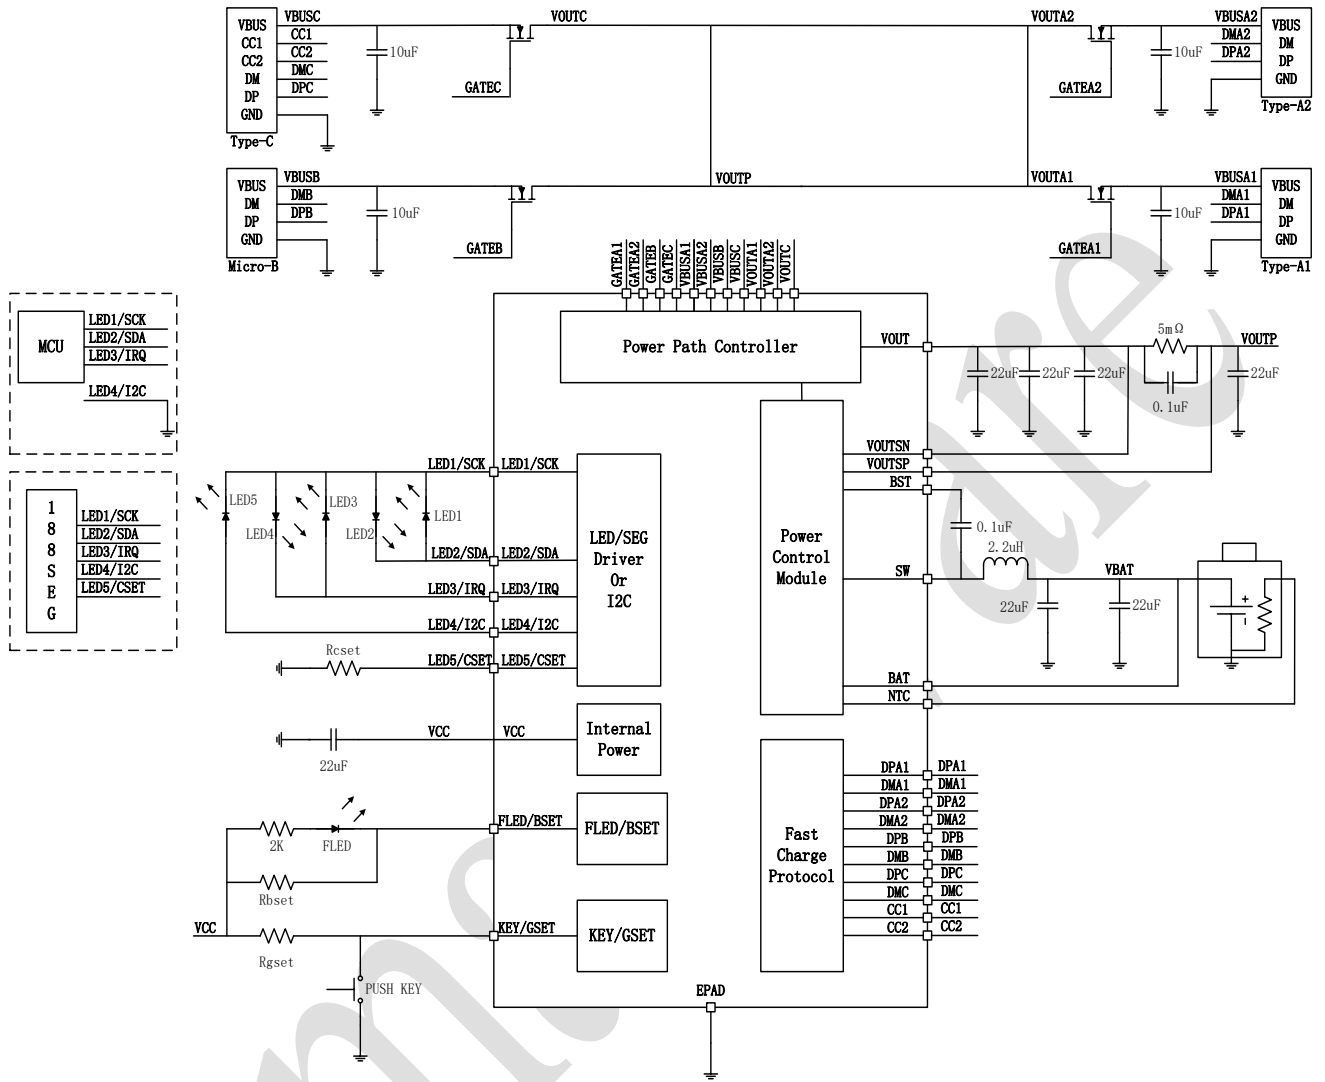 VBUSC VOUTC VOUTA2 VBUSA2
VBUS CC1 DMA2 VBUS
CC1 CC2 DPA2 DM
CC2 DMC 10uF 10uF DP
DM DPC GATEC GATEA2 GND
DP
GND
Type-C Type-A2
VBUSB VOUTP VOUTA1 VBUSA1
VBUS DMB DMA1 VBUS
DM DPB 10uF 10uF DPA1 DM
DP DP
GND GATEB GATEA1 GND
Micro-B Type-A1
GATEA1 GATEA2 GATEB GATEC VBUSA1 VBUSA2 VBUSB VBUSC VOUTA1 VOUTA2 VOUTC
MCU
LED1/SCK
LED2/SDA
LED3/IRQ
LED4/I2C
Power Path Controller
VOUT
5mΩ
VOUTP
22uF 22uF 22uF 22uF
0.1uF
1
8
8
S
E
G
LED1/SCK
LED2/SDA
LED3/IRQ
LED4/I2C
LED5/CSET
LED5
LED4
LED3
LED2
LED1
LED1/SCK LED1/SCK
LED2/SDA LED2/SDA
LED3/IRQ LED3/IRQ
LED4/I2C LED4/I2C
LED5/CSET LED5/CSET
Rcset
LED/SEG
Driver
Or
I2C
Power
Control
Module
VOUTSN
VOUTSP
BST
SW
BAT
NTC
0.1uF
2.2uH
VBAT
22uF 22uF
+
-
VCC VCC
22uF
Internal
Power
FLED/BSET
FLED/BSET
2K FLED
Rbset
VCC
Rgset
KEY/GSET
KEY/GSET
PUSH KEY
Fast
Charge
Protocol
DPA1 DPA1
DMA1 DMA1
DPA2 DPA2
DMA2 DMA2
DPB DPB
DMB DMB
DPC DPC
DMC DMC
CC1 CC1
CC2 CC2
EPAD